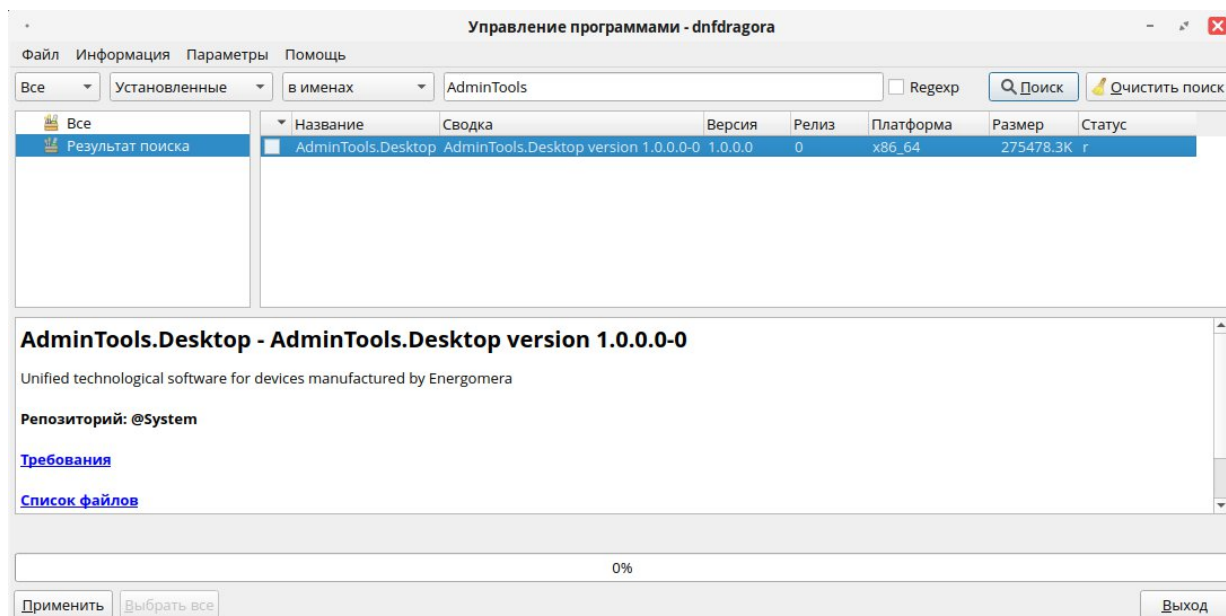 Управление программами - dnfdragora
Файл Информация Параметры Помощь
Все Установленные в именах AdminTools Regexp Поиск Очистить поиск
Все
Результат поиска
Название Сводка Версия Релиз Платформа Размер Статус
AdminTools.Desktop AdminTools.Desktop version 1.0.0.0-0 1.0.0.0 0 x86_64 275478.3K r
AdminTools.Desktop - AdminTools.Desktop version 1.0.0.0-0
Unified technological software for devices manufactured by Energomera
Репозиторий: @System
Требования
Список файлов
0%
Применить Выбрать все Выход